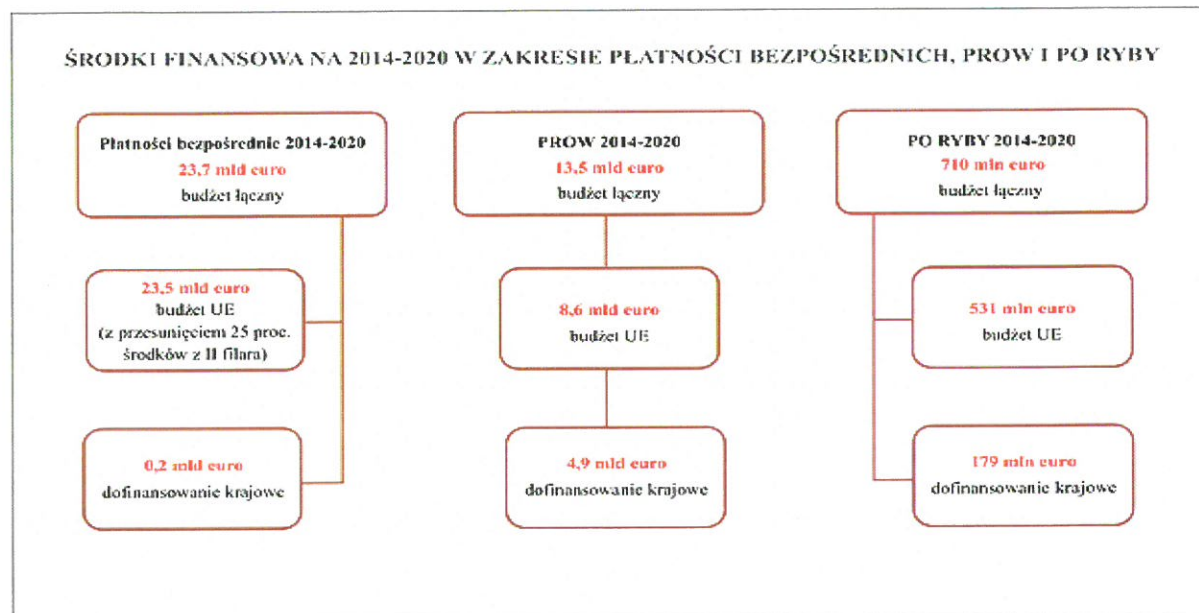 ŚRODKI FINANSOWA NA 2014-2020 W ZAKRESIE PŁATNOŚCI BEZPOŚREDNICH, PROW I PO RYBY
Płatności bezpośrednie 2014-2020
23,7 mld euro
budżet łączny
23,5 mld euro
budżet UE
(z przesunięciem 25 proc.
środków z II filara)
0,2 mld euro
dofinansowanie krajowe
PROW 2014-2020
13,5 mld euro
budżet łączny
8,6 mld euro
budżet UE
4,9 mld euro
dofinansowanie krajowe
PO RYBY 2014-2020
710 mln euro
budżet łączny
531 mln euro
budżet UE
179 mln euro
dofinansowanie krajowe